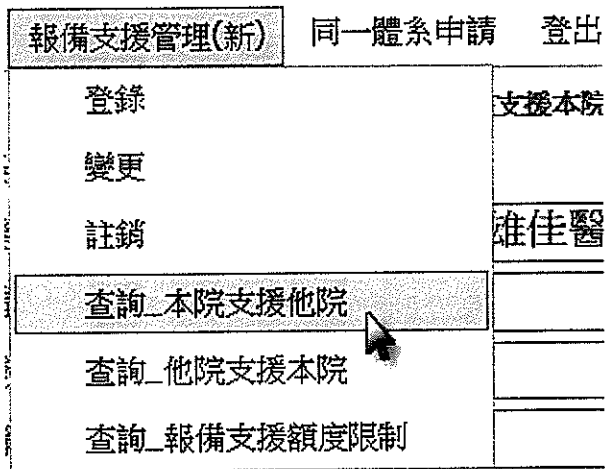 報備支援管理(新) 同一體系申請 登出
登錄
支援本院
變更
註銷
雄佳醫
查詢_本院支援他院
查詢_他院支援本院
查詢_報備支援額度限制